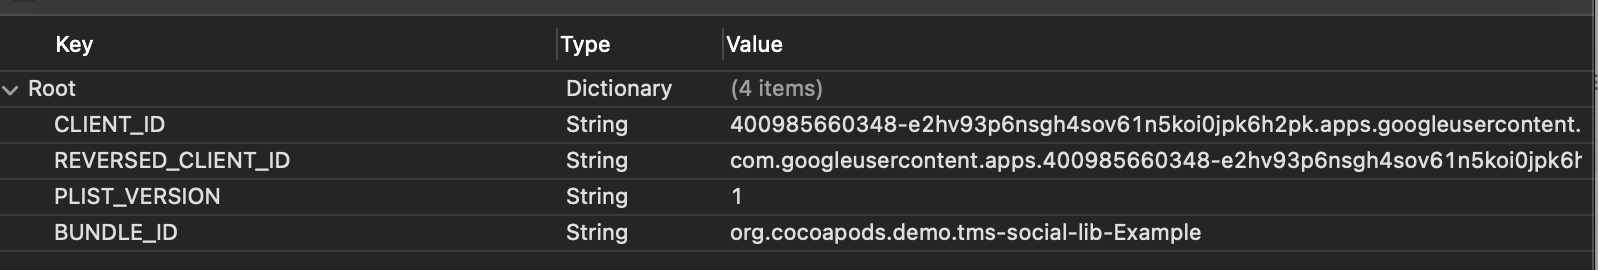 Key Type Value
Root Dictionary (4 items)
CLIENT_ID String 400985660348-e2hv93p6nsgh4sov61n5koi0jpk6h2pk.apps.googleusercontent.
REVERSED_CLIENT_ID String com.googleusercontent.apps.400985660348-e2hv93p6nsgh4sov61n5koi0jpk6h
PLIST_VERSION String 1
BUNDLE_ID String org.cocoapods.demo.tms-social-lib-Example